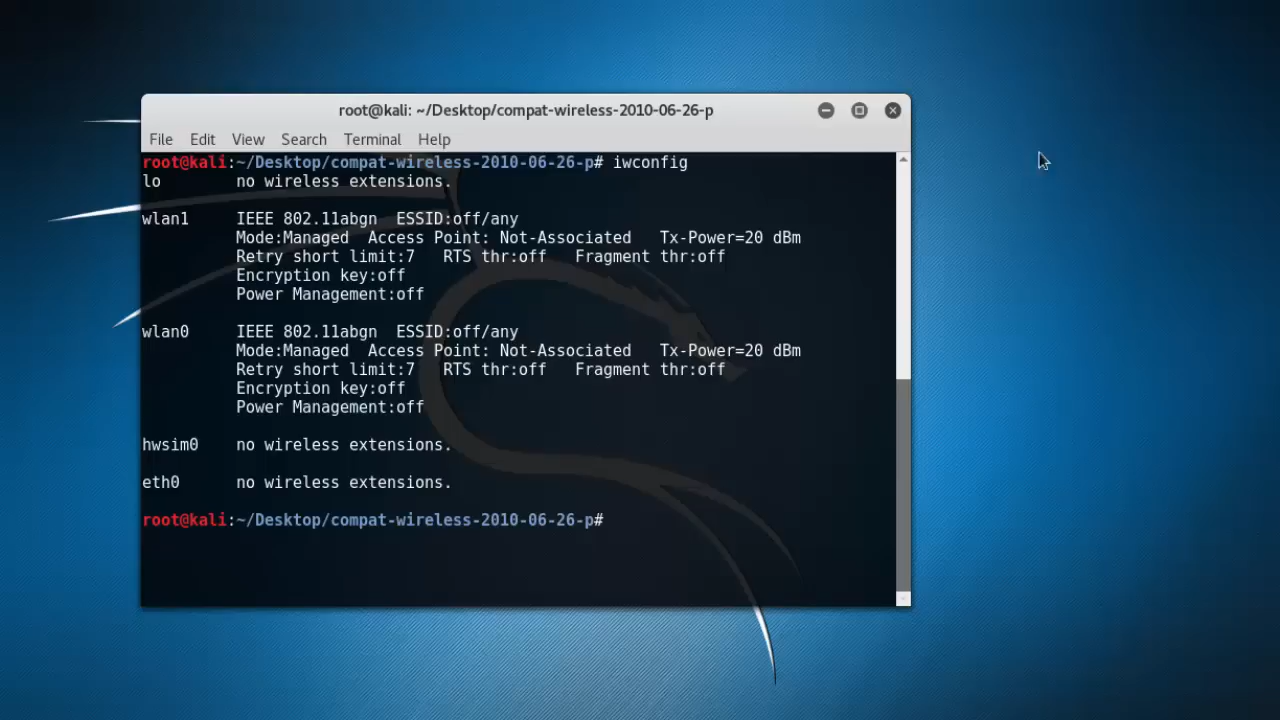 root@kali: ~/Desktop/compat-wireless-2010-06-26-p
File Edit View Search Terminal Help
root@kali:~/Desktop/compat-wireless-2010-06-26-p# iwconfig
lo        no wireless extensions.

wlan1     IEEE 802.11abgn  ESSID:off/any
          Mode:Managed  Access Point: Not-Associated   Tx-Power=20 dBm
          Retry short limit:7   RTS thr:off   Fragment thr:off
          Encryption key:off
          Power Management:off

wlan0     IEEE 802.11abgn  ESSID:off/any
          Mode:Managed  Access Point: Not-Associated   Tx-Power=20 dBm
          Retry short limit:7   RTS thr:off   Fragment thr:off
          Encryption key:off
          Power Management:off

hwsim0    no wireless extensions.

eth0      no wireless extensions.

root@kali:~/Desktop/compat-wireless-2010-06-26-p#